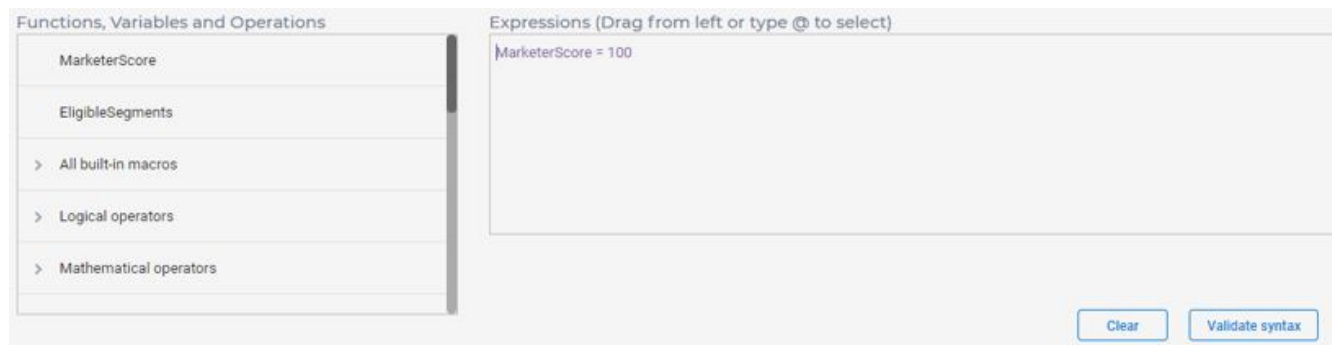 Functions, Variables and Operations
Expressions (Drag from left or type @ to select)
MarketerScore
EligibleSegments
All built-in macros
Logical operators
Mathematical operators
MarketerScore = 100
Clear
Validate syntax